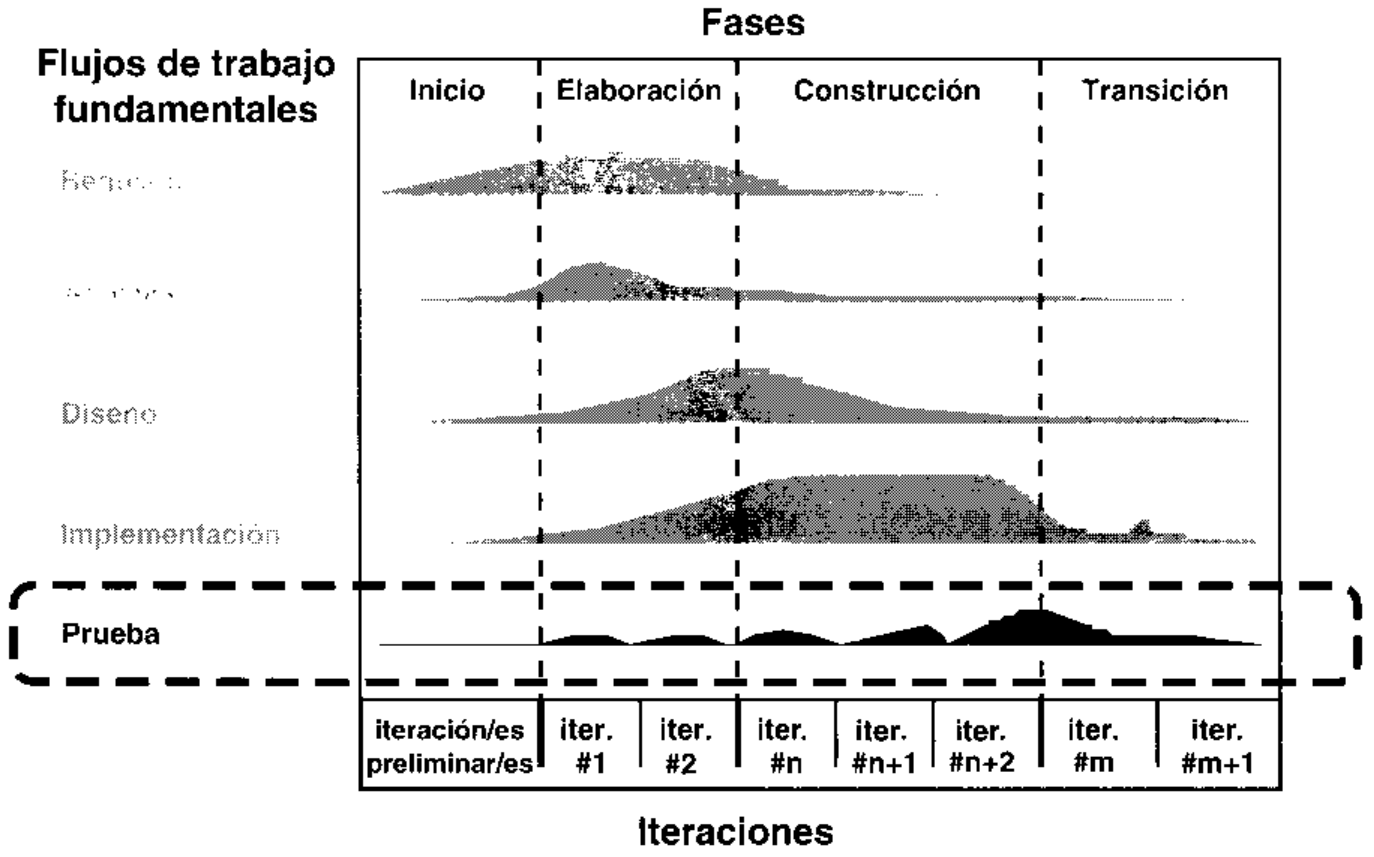 Fases
Flujos de trabajo
fundamentales
Inicio
Elaboración
Construcción
Transición
Diseno
Implementación
Prueba
iteración/es
preliminar/es
iter.
#1
iter.
#2
iter.
#n
iter.
#n+1
iter.
#n+2
iter.
#m
iter.
#m+1
Iteraciones